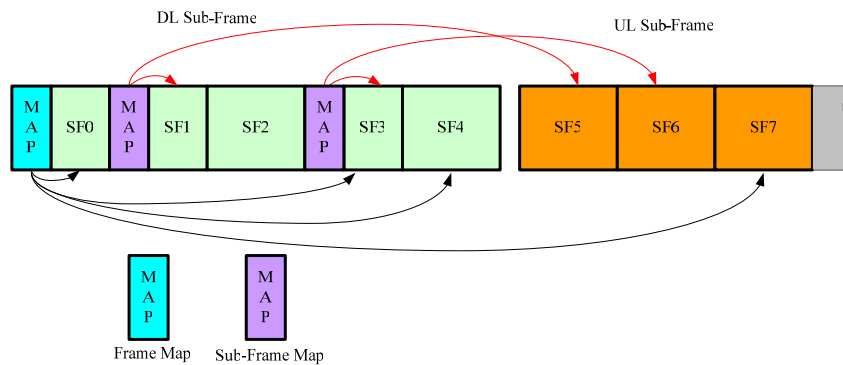 DL Sub-Frame
UL Sub-Frame
M
A
P
SF0
M
A
P
SF1
SF2
M
A
P
SF3
SF4
SF5
SF6
SF7
M
A
P
M
A
P
Frame Map
Sub-Frame Map